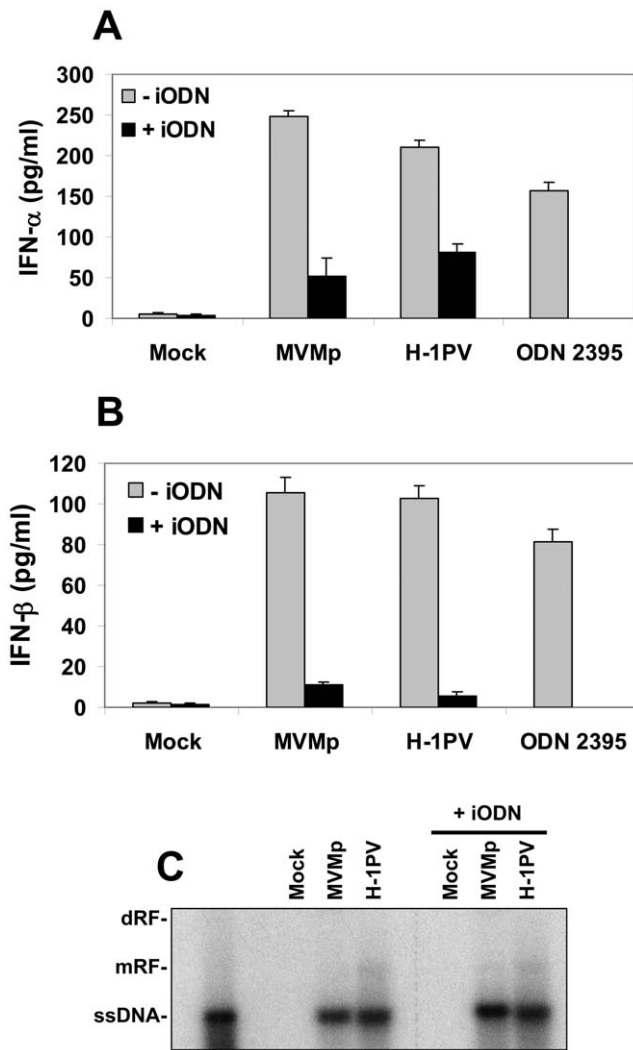 A
300
250
200
150
100
50
0
IFN-α (pg/ml)
- iODN
+ iODN
Mock MVMp H-1PV ODN 2395
B
120
100
80
60
40
20
0
IFN-β (pg/ml)
- iODN
+ iODN
Mock MVMp H-1PV ODN 2395
C
+ iODN
Mock MVMp H-1PV Mock MVMp H-1PV
dRF-
mRF-
ssDNA-